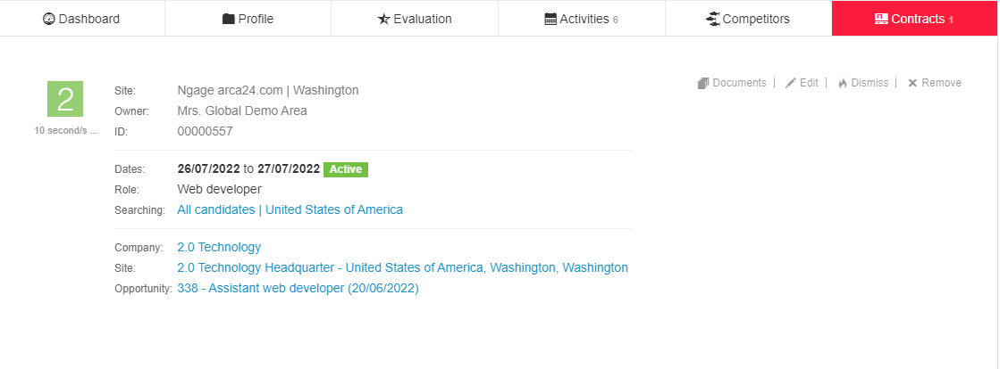 Dashboard
Profile
Evaluation
Activities 6
Competitors
Contracts 1
2
10 second/s ...
Documents | Edit | Dismiss | Remove
Site: Ngage arca24.com | Washington
Owner: Mrs. Global Demo Area
ID: 00000557
Dates: 26/07/2022 to 27/07/2022 Active
Role: Web developer
Searching: All candidates | United States of America
Company: 2.0 Technology
Site: 2.0 Technology Headquarter - United States of America, Washington, Washington
Opportunity: 338 - Assistant web developer (20/06/2022)